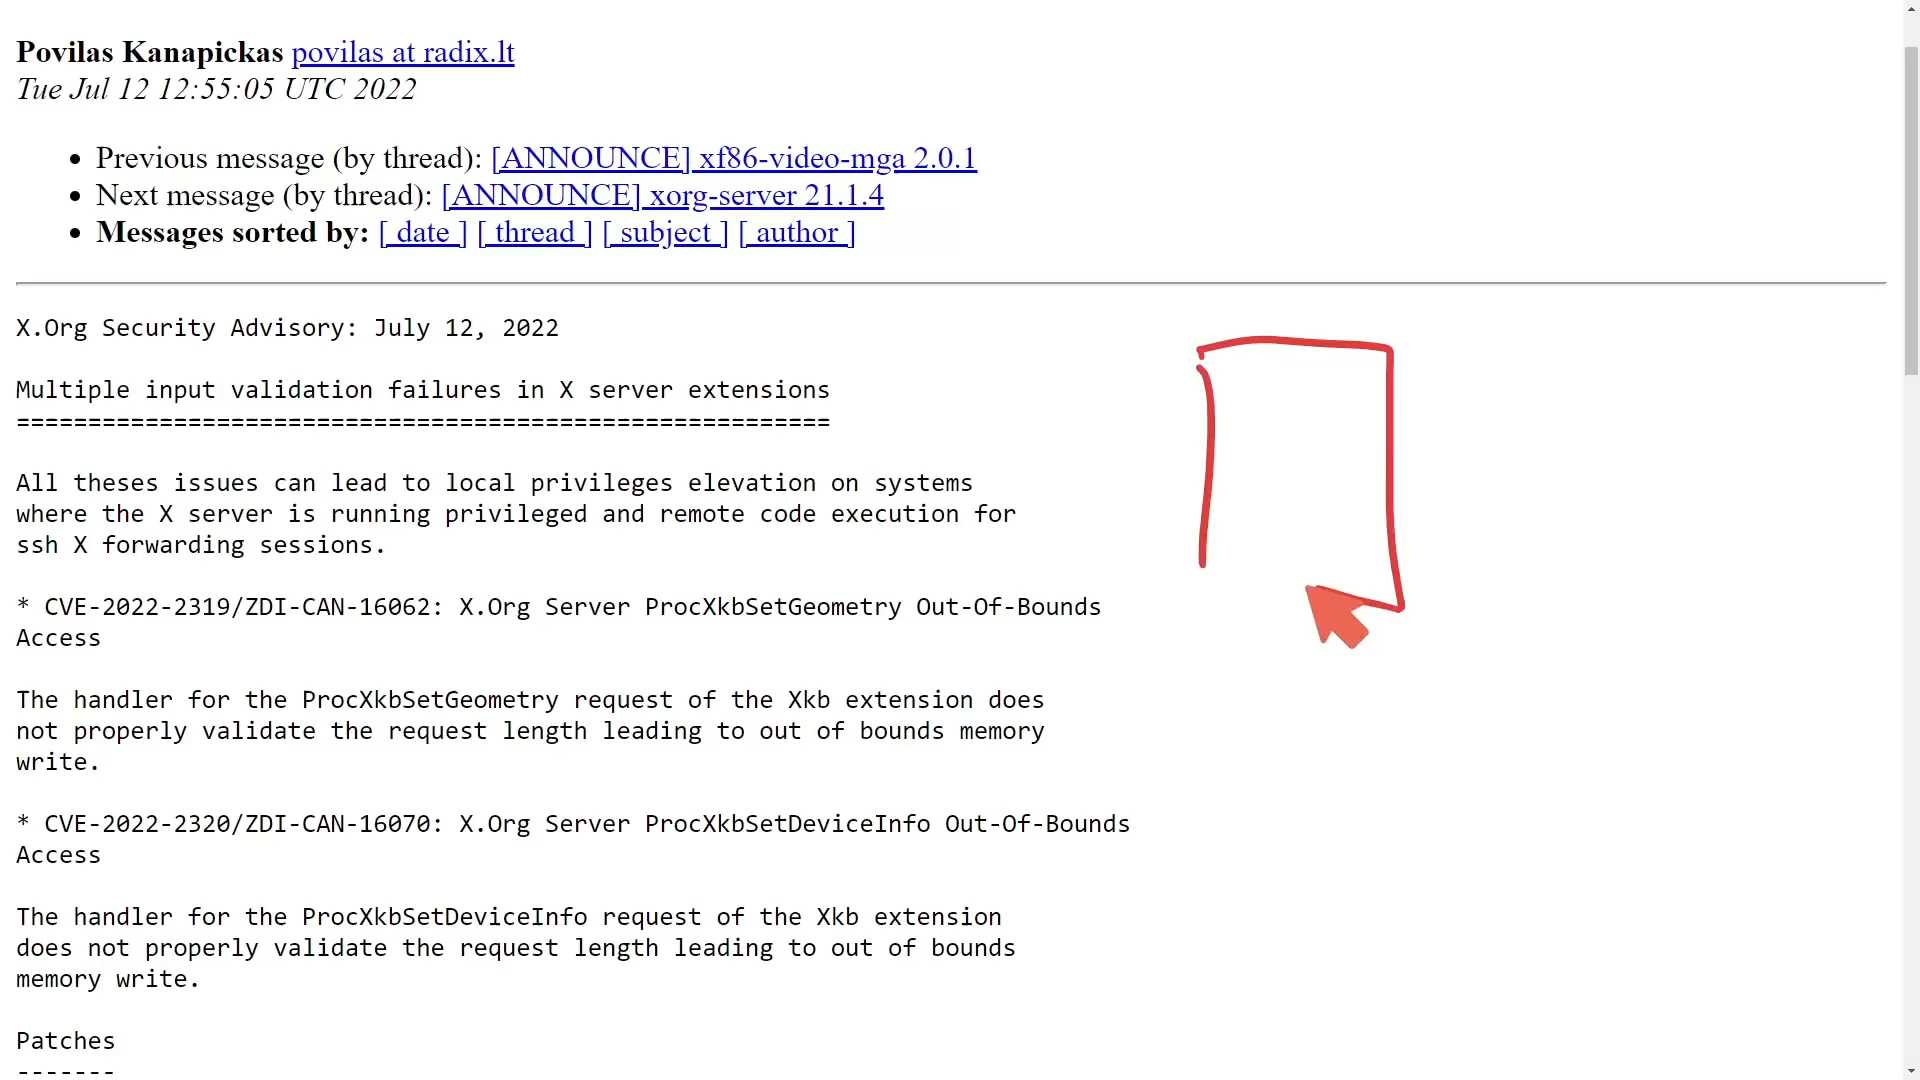 Povilas Kanapickas povilas at radix.lt
Tue Jul 12 12:55:05 UTC 2022
• Previous message (by thread): [ANNOUNCE] xf86-video-mga 2.0.1
• Next message (by thread): [ANNOUNCE] xorg-server 21.1.4
• Messages sorted by: [ date ] [ thread ] [ subject ] [ author ]
X.Org Security Advisory: July 12, 2022
Multiple input validation failures in X server extensions
=========================================================
All theses issues can lead to local privileges elevation on systems
where the X server is running privileged and remote code execution for
ssh X forwarding sessions.
* CVE-2022-2319/ZDI-CAN-16062: X.Org Server ProcXkbSetGeometry Out-Of-Bounds
Access
The handler for the ProcXkbSetGeometry request of the Xkb extension does
not properly validate the request length leading to out of bounds memory
write.
* CVE-2022-2320/ZDI-CAN-16070: X.Org Server ProcXkbSetDeviceInfo Out-Of-Bounds
Access
The handler for the ProcXkbSetDeviceInfo request of the Xkb extension
does not properly validate the request length leading to out of bounds
memory write.
Patches
-------